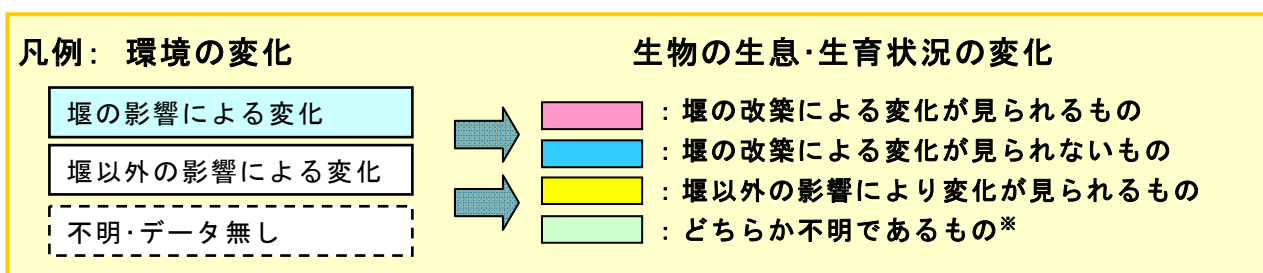 凡例: 環境の変化
生物の生息･生育状況の変化
堰の影響による変化
堰以外の影響による変化
不明･データ無し
:堰の改築による変化が見られるもの
:堰の改築による変化が見られないもの
:堰以外の影響により変化が見られるもの
:どちらか不明であるもの※